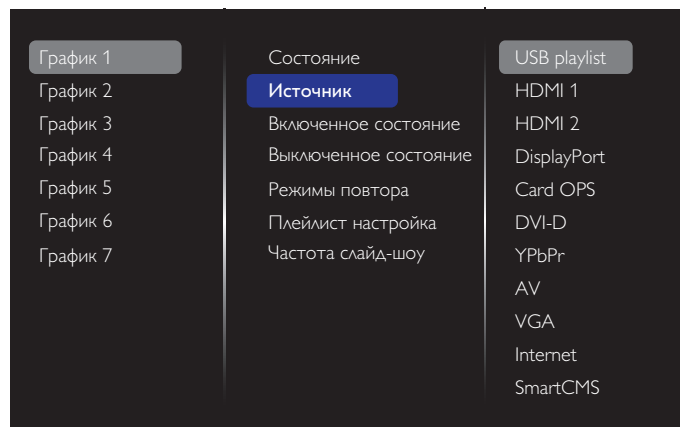 График 1
График 2
График 3
График 4
График 5
График 6
График 7
Состояние
Источник
Включенное состояние
Выключенное состояние
Режимы повтора
Плейлист настройка
Частота слайд-шоу
USB playlist
HDMI 1
HDMI 2
DisplayPort
Card OPS
DVI-D
YPbPr
AV
VGA
Internet
SmartCMS